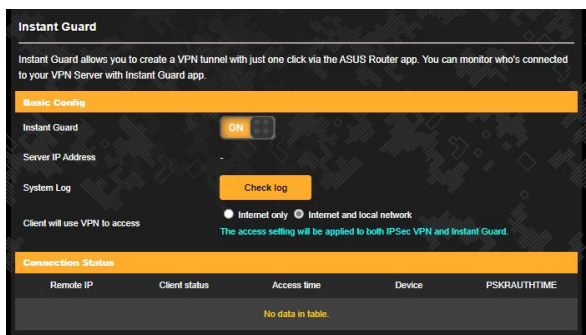 Instant Guard
Instant Guard allows you to create a VPN tunnel with just one click via the ASUS Router app. You can monitor who's connected
to your VPN Server with Instant Guard app.
Basic Config
Instant Guard ON
Server IP Address -
System Log Check log
Client will use VPN to access Internet only Internet and local network
The access setting will be applied to both IPSec VPN and Instant Guard.
Connection Status
Remote IP Client status Access time Device PSKRAUTHTIME
No data in table.